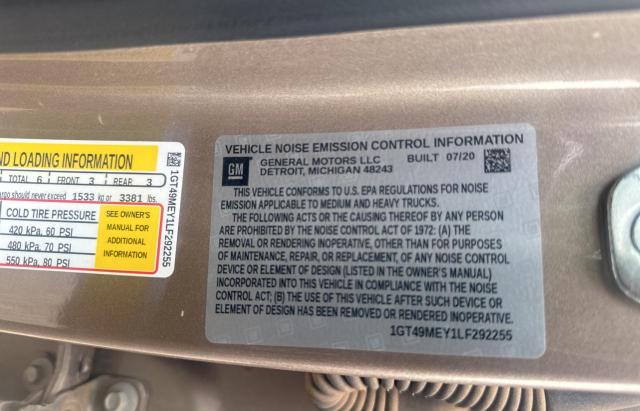 ND LOADING INFORMATION
TOTAL 6 FRONT 3 REAR 3
argo should never exceed 1533 kg or 3381 lbs.
COLD TIRE PRESSURE
420 kPa, 60 PSI
480 kPa, 70 PSI
550 kPa, 80 PSI
SEE OWNER'S
MANUAL FOR
ADDITIONAL
INFORMATION
1GT49MEY1LF292255
VEHICLE NOISE EMISSION CONTROL INFORMATION
GM
GENERAL MOTORS LLC BUILT 07/20
DETROIT, MICHIGAN 48243
THIS VEHICLE CONFORMS TO U.S. EPA REGULATIONS FOR NOISE
EMISSION APPLICABLE TO MEDIUM AND HEAVY TRUCKS.
THE FOLLOWING ACTS OR THE CAUSING THEREOF BY ANY PERSON
ARE PROHIBITED BY THE NOISE CONTROL ACT OF 1972: (A) THE
REMOVAL OR RENDERING INOPERATIVE, OTHER THAN FOR PURPOSES
OF MAINTENANCE, REPAIR, OR REPLACEMENT, OF ANY NOISE CONTROL
DEVICE OR ELEMENT OF DESIGN (LISTED IN THE OWNER'S MANUAL)
INCORPORATED INTO THIS VEHICLE IN COMPLIANCE WITH THE NOISE
CONTROL ACT; (B) THE USE OF THIS VEHICLE AFTER SUCH DEVICE OR
ELEMENT OF DESIGN HAS BEEN REMOVED OR RENDERED INOPERATIVE.
1GT49MEY1LF292255